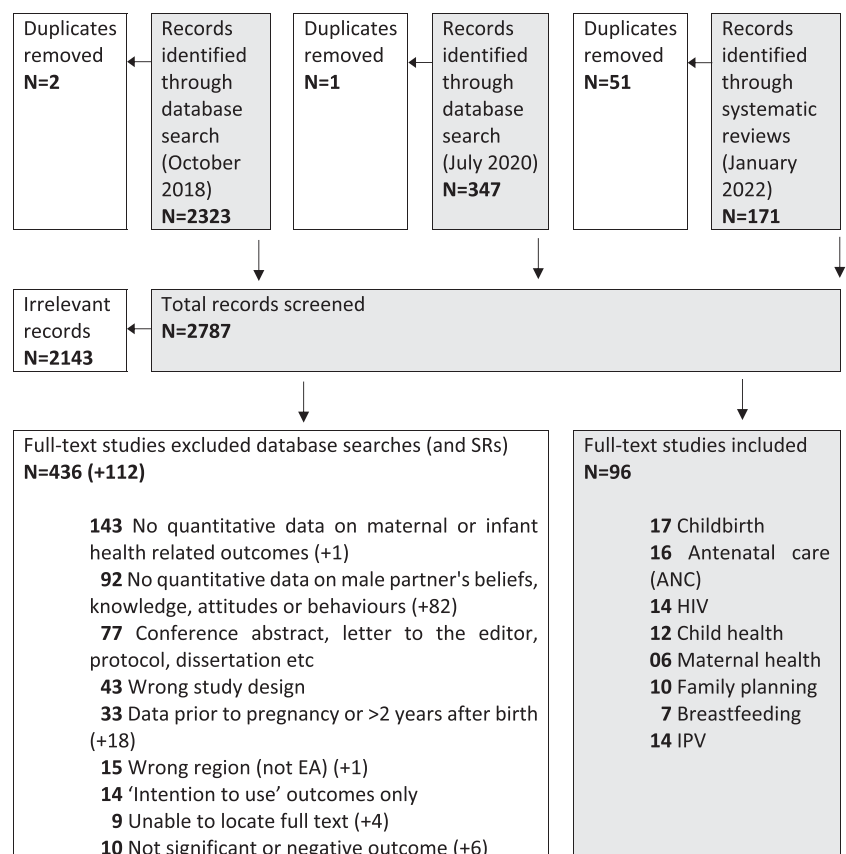 Duplicates
removed
N=2
Records
identified
through
database
search
(October
2018)
N=2323
Duplicates
removed
N=1
Records
identified
through
database
search
(July 2020)
N=347
Duplicates
removed
N=51
Records
identified
through
systematic
reviews
(January
2022)
N=171
Irrelevant
records
N=2143
Total records screened
N=2787
Full-text studies excluded database searches (and SRs)
N=436 (+112)
143 No quantitative data on maternal or infant
health related outcomes (+1)
92 No quantitative data on male partner's beliefs,
knowledge, attitudes or behaviours (+82)
77 Conference abstract, letter to the editor,
protocol, dissertation etc
43 Wrong study design
33 Data prior to pregnancy or >2 years after birth
(+18)
15 Wrong region (not EA) (+1)
14 ‘Intention to use’ outcomes only
9 Unable to locate full text (+4)
10 Not significant or negative outcome (+6)
Full-text studies included
N=96
17 Childbirth
16 Antenatal care
(ANC)
14 HIV
12 Child health
06 Maternal health
10 Family planning
7 Breastfeeding
14 IPV